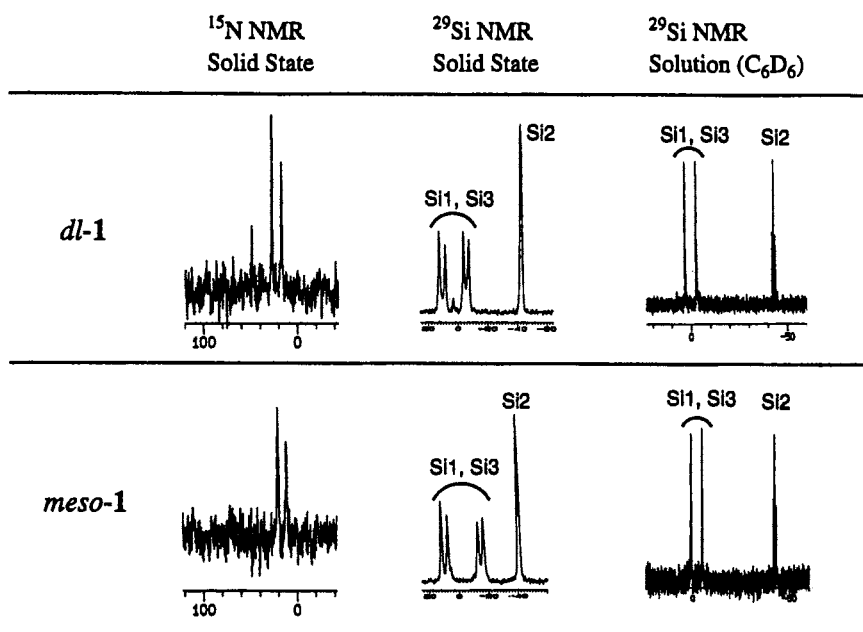 ¹⁵N NMR ²⁹Si NMR ²⁹Si NMR
Solid State Solid State Solution (C₆D₆)
Si2
Si1, Si3 Si2
Si1, Si3
dl-1
100 0
0 -50
Si2
Si1, Si3 Si2
Si1, Si3
meso-1
100 0
0